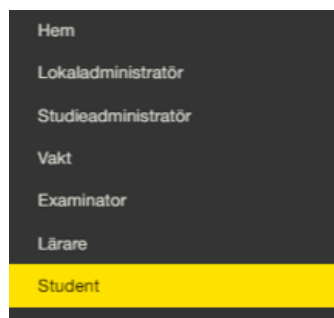 Hem
Lokaladministratör
Studieadministratör
Vakt
Examinator
Lärare
Student